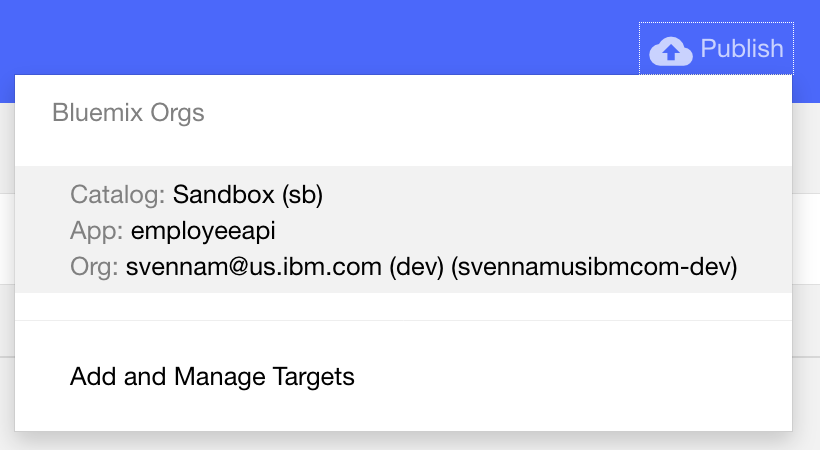 Publish
Bluemix Orgs
Catalog: Sandbox (sb)
App: employeeapi
Org: svennam@us.ibm.com (dev) (svennamusibmcom-dev)
Add and Manage Targets